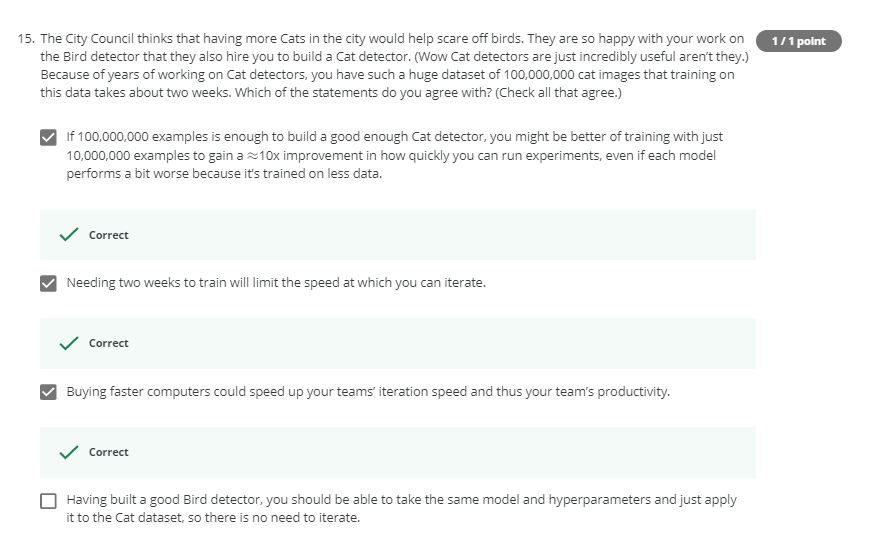 15. The City Council thinks that having more Cats in the city would help scare off birds. They are so happy with your work on
1 / 1 point
the Bird detector that they also hire you to build a Cat detector. (Wow Cat detectors are just incredibly useful aren't they.)
Because of years of working on Cat detectors, you have such a huge dataset of 100,000,000 cat images that training on
this data takes about two weeks. Which of the statements do you agree with? (Check all that agree.)
If 100,000,000 examples is enough to build a good enough Cat detector, you might be better of training with just
10,000,000 examples to gain a ≈10x improvement in how quickly you can run experiments, even if each model
performs a bit worse because it's trained on less data.
Correct
Needing two weeks to train will limit the speed at which you can iterate.
Correct
Buying faster computers could speed up your teams' iteration speed and thus your team's productivity.
Correct
Having built a good Bird detector, you should be able to take the same model and hyperparameters and just apply
it to the Cat dataset, so there is no need to iterate.